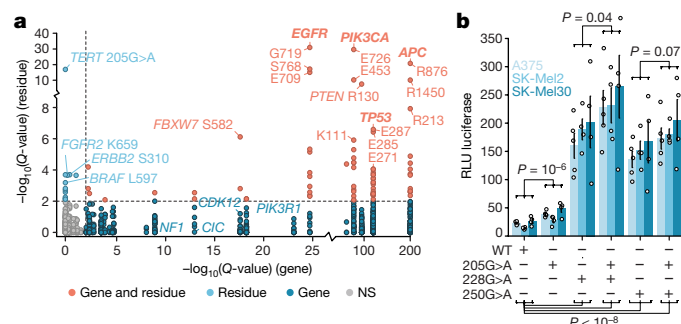 a
EGFR
PIK3CA
APC
TERT 205G>A
G719
S768
E709
E726
E453
PTEN R130
R876
R1450
R213
FBXW7 S582
TP53
K111
E287
E285
E271
FGFR2 K659
ERBB2 S310
BRAF L597
CDK12
PIK3R1
NF1
CIC
40
30
20
10
8
6
4
2
0
0 5 10 15 20 25 100 200
–log10(Q-value) (residue)
–log10(Q-value) (gene)
Gene and residue Residue Gene NS
b
P = 0.04
P = 0.07
P = 10–6
A375
SK-Mel2
SK-Mel30
350
300
250
200
150
100
50
0
RLU luciferase
WT + – – – – –
205G>A – + – + – +
228G>A – – + + – –
250G>A – – – – + +
P < 10–8